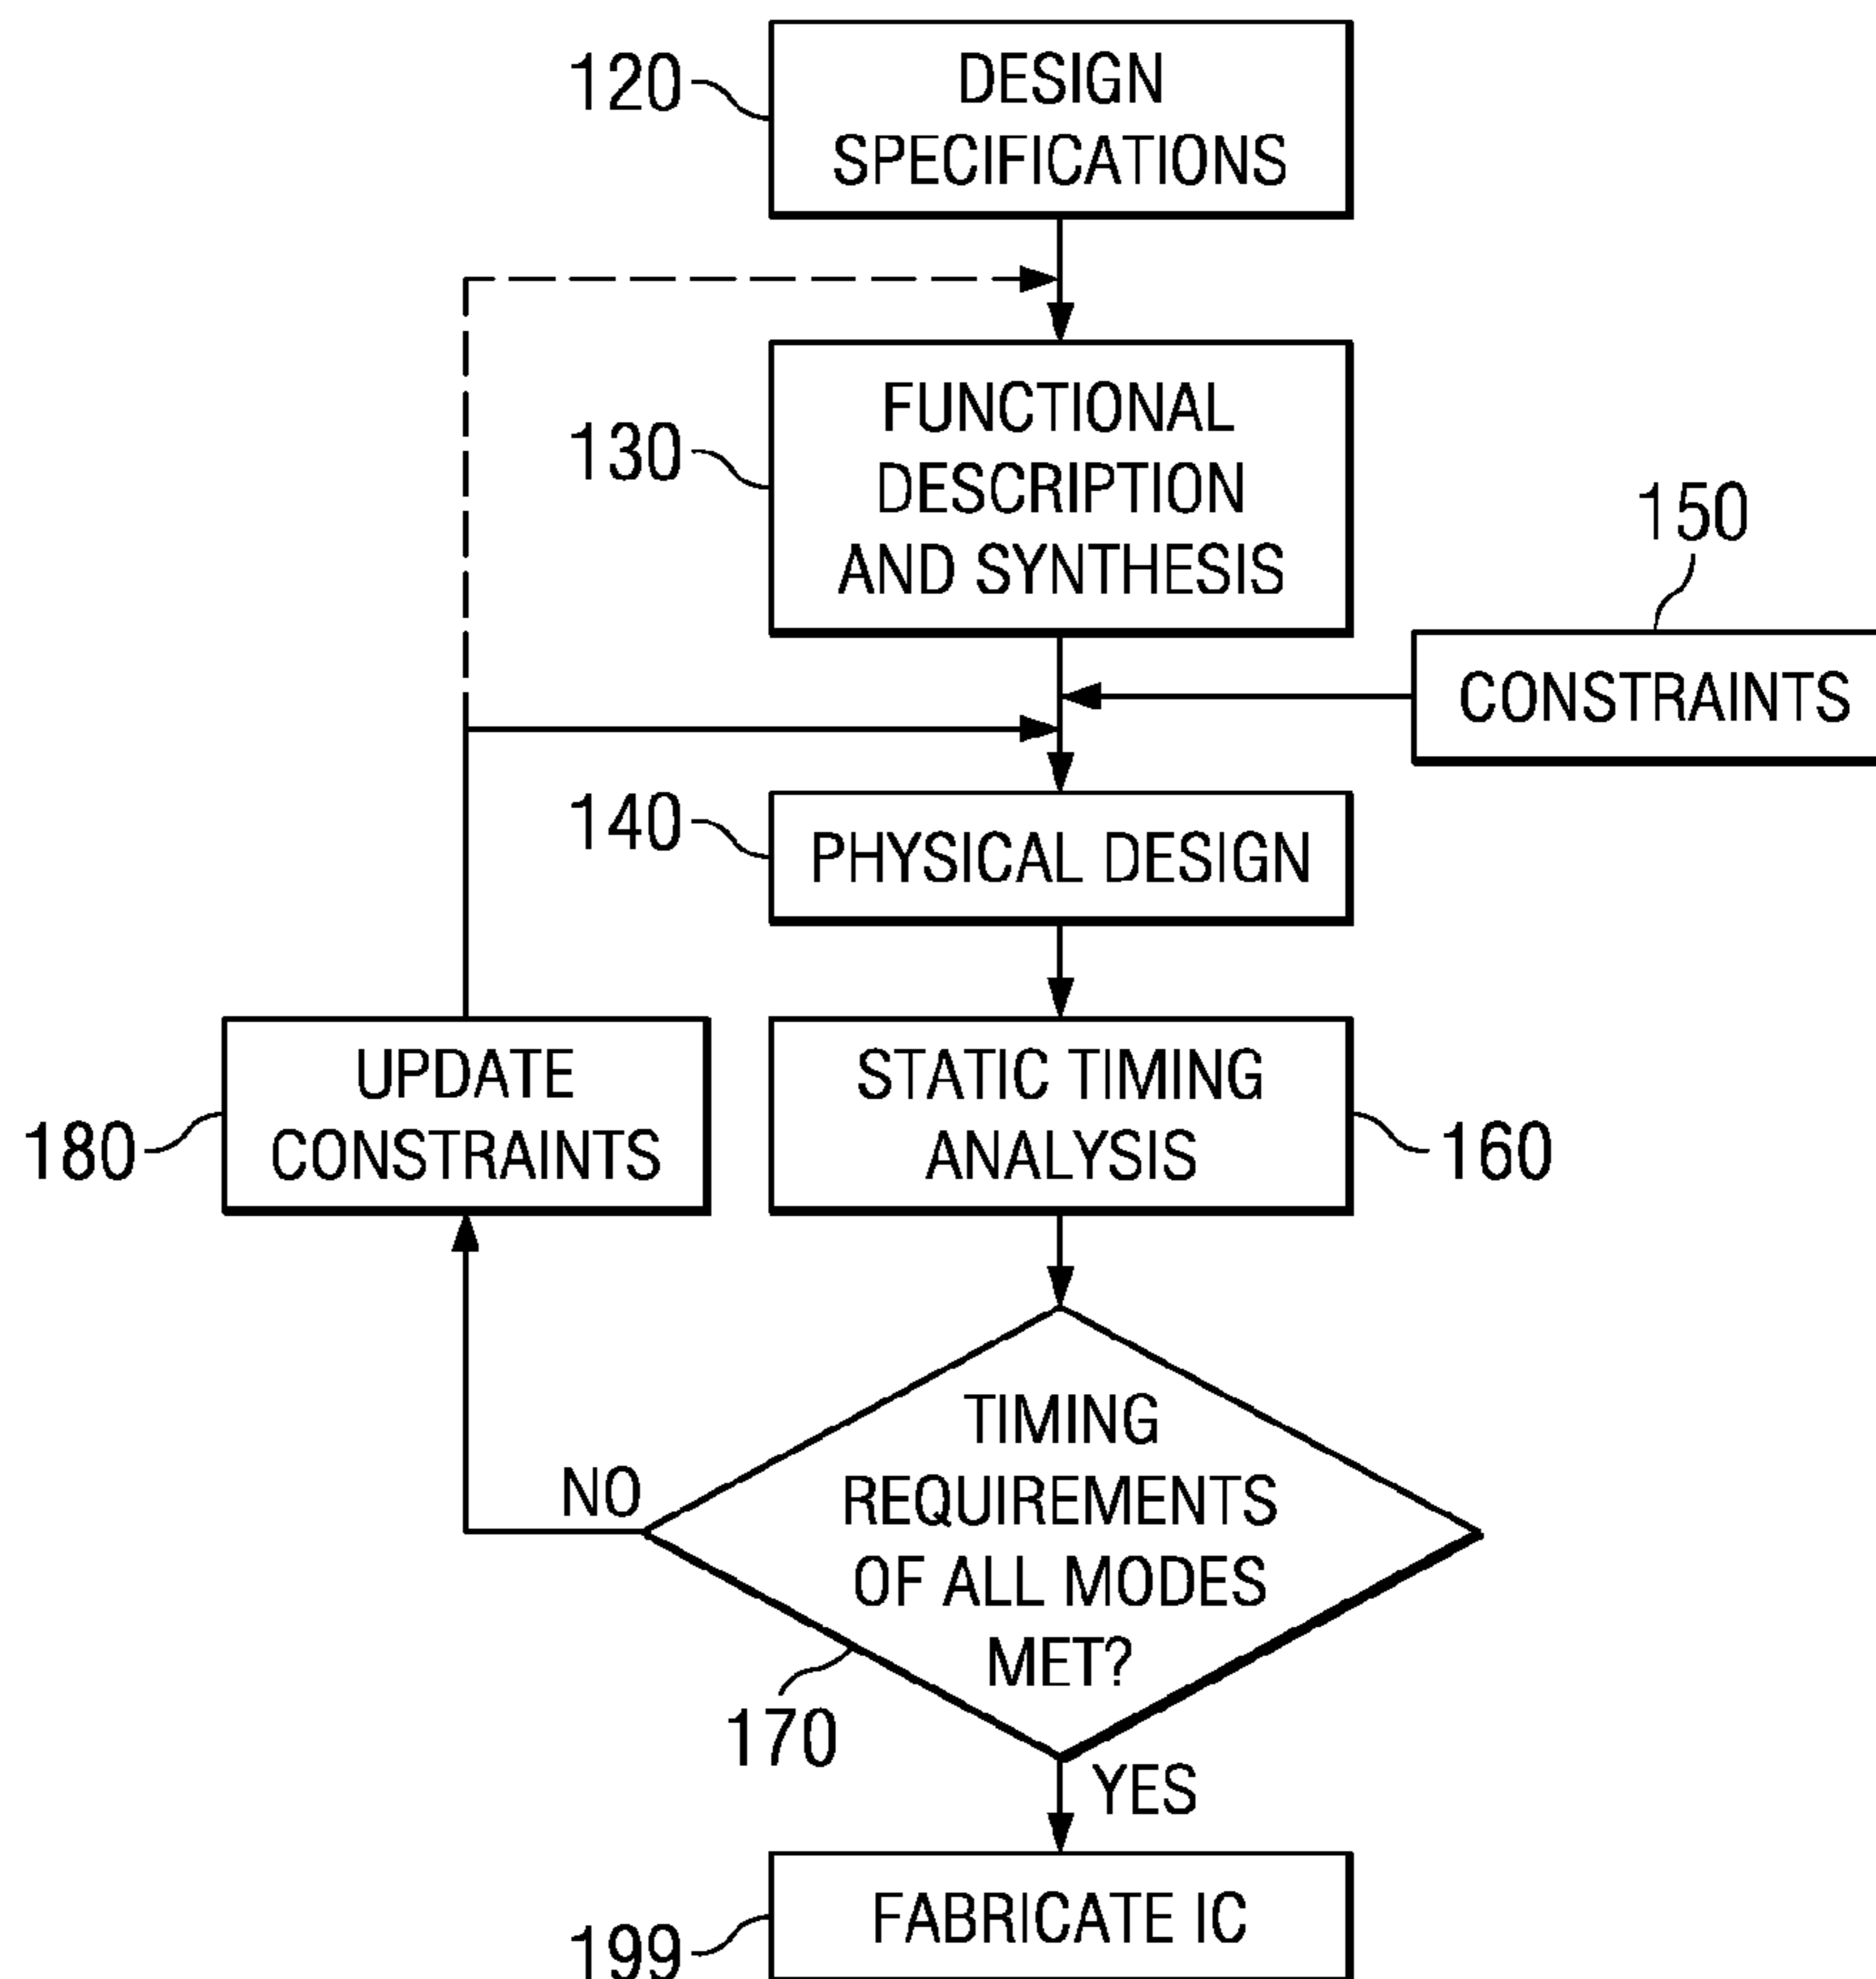 120
DESIGN
SPECIFICATIONS
130
FUNCTIONAL
DESCRIPTION
AND SYNTHESIS
150
CONSTRAINTS
140
PHYSICAL DESIGN
180
UPDATE
CONSTRAINTS
STATIC TIMING
ANALYSIS
160
NO
TIMING
REQUIREMENTS
OF ALL MODES
MET?
170
YES
199
FABRICATE IC